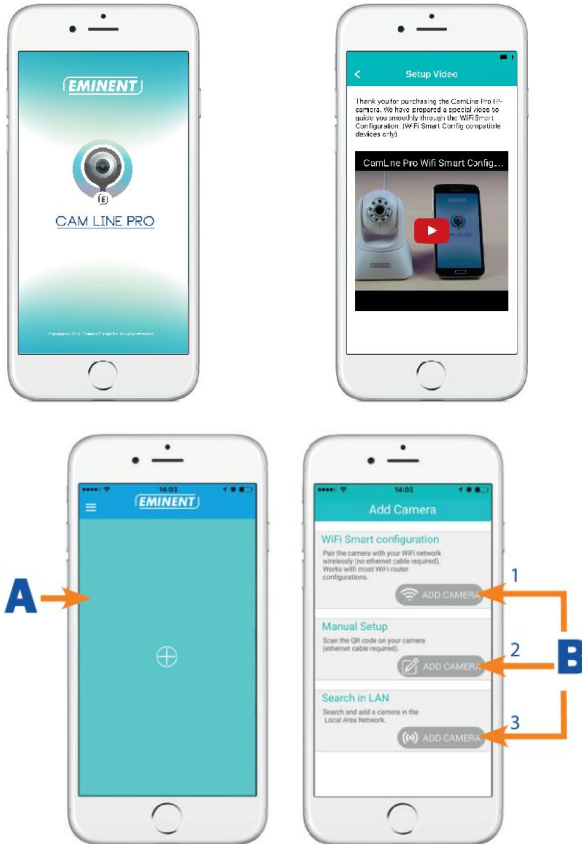 EMINENT
E
CAM LINE PRO
Setup Video
Thank you for purchasing the CamLine Pro IP-
camera. We have prepared a special video to
guide you smoothly through the WiFi Smart
Configuration. (WiFi Smart Config compatible
devices only)
CamLine Pro Wifi Smart Config...
EMINENT
A
14:03
EMINENT
14:03
Add Camera
WiFi Smart configuration
Pair the camera with your WiFi network
wirelessly (no ethernet cable required).
Works with most WiFi router
configurations.
ADD CAMERA
1
Manual Setup
Scan the QR code on your camera
(ethernet cable required).
ADD CAMERA
2
Search in LAN
Search and add a camera in the
Local Area Network.
ADD CAMERA
3
B